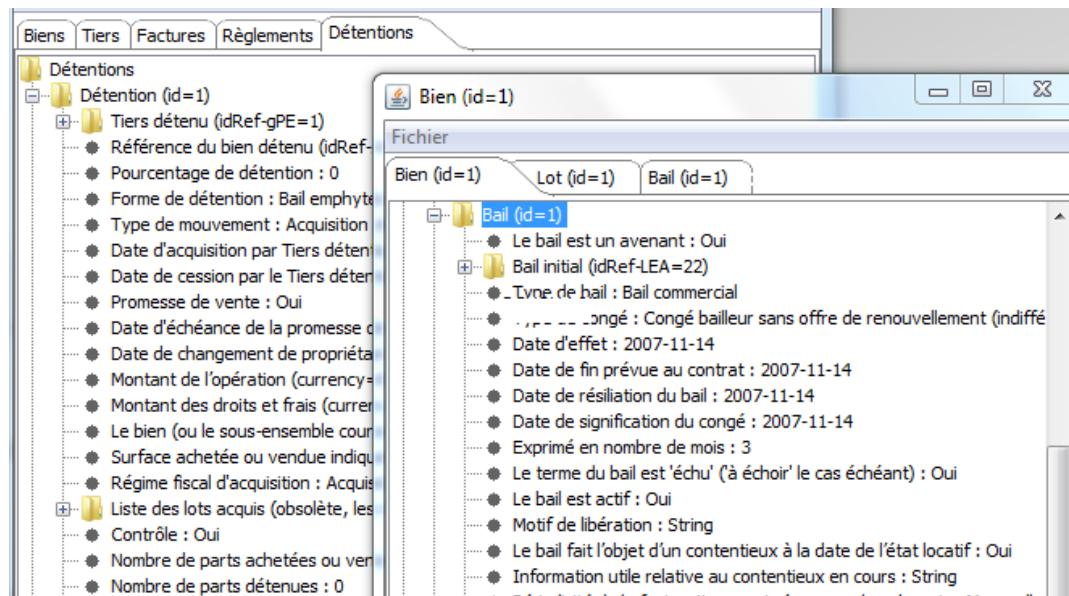 Biens Tiers Factures Règlements Détentions
Détentions
Détention (id=1)
Tiers détenu (idRef-gPE=1)
Référence du bien détenu (idRef-
Pourcentage de détention : 0
Forme de détention : Bail emphyte
Type de mouvement : Acquisition
Date d'acquisition par Tiers déten
Date de cession par le Tiers déten
Promesse de vente : Oui
Date d'échéance de la promesse d
Date de changement de propriéta
Montant de l'opération (currency=
Montant des droits et frais (curren
Le bien (ou le sous-ensemble cour
Surface achetée ou vendue indiqu
Régime fiscal d'acquisition : Acquis
Liste des lots acquis (obsolète, les
Contrôle : Oui
Nombre de parts achetées ou ven
Nombre de parts détenues : 0
Bien (id=1)
Fichier
Bien (id=1) Lot (id=1) Bail (id=1)
Bail (id=1)
Le bail est un avenant : Oui
Bail initial (idRef-LEA=22)
Type de bail : Bail commercial
congé : Congé bailleur sans offre de renouvellement (indiffé
Date d'effet : 2007-11-14
Date de fin prévue au contrat : 2007-11-14
Date de résiliation du bail : 2007-11-14
Date de signification du congé : 2007-11-14
Exprimé en nombre de mois : 3
Le terme du bail est 'échu' ('à échoir' le cas échéant) : Oui
Le bail est actif : Oui
Motif de libération : String
Le bail fait l'objet d'un contentieux à la date de l'état locatif : Oui
Information utile relative au contentieux en cours : String